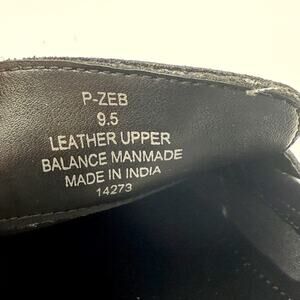 P-ZEB
9.5
LEATHER UPPER
BALANCE MANMADE
MADE IN INDIA
14273